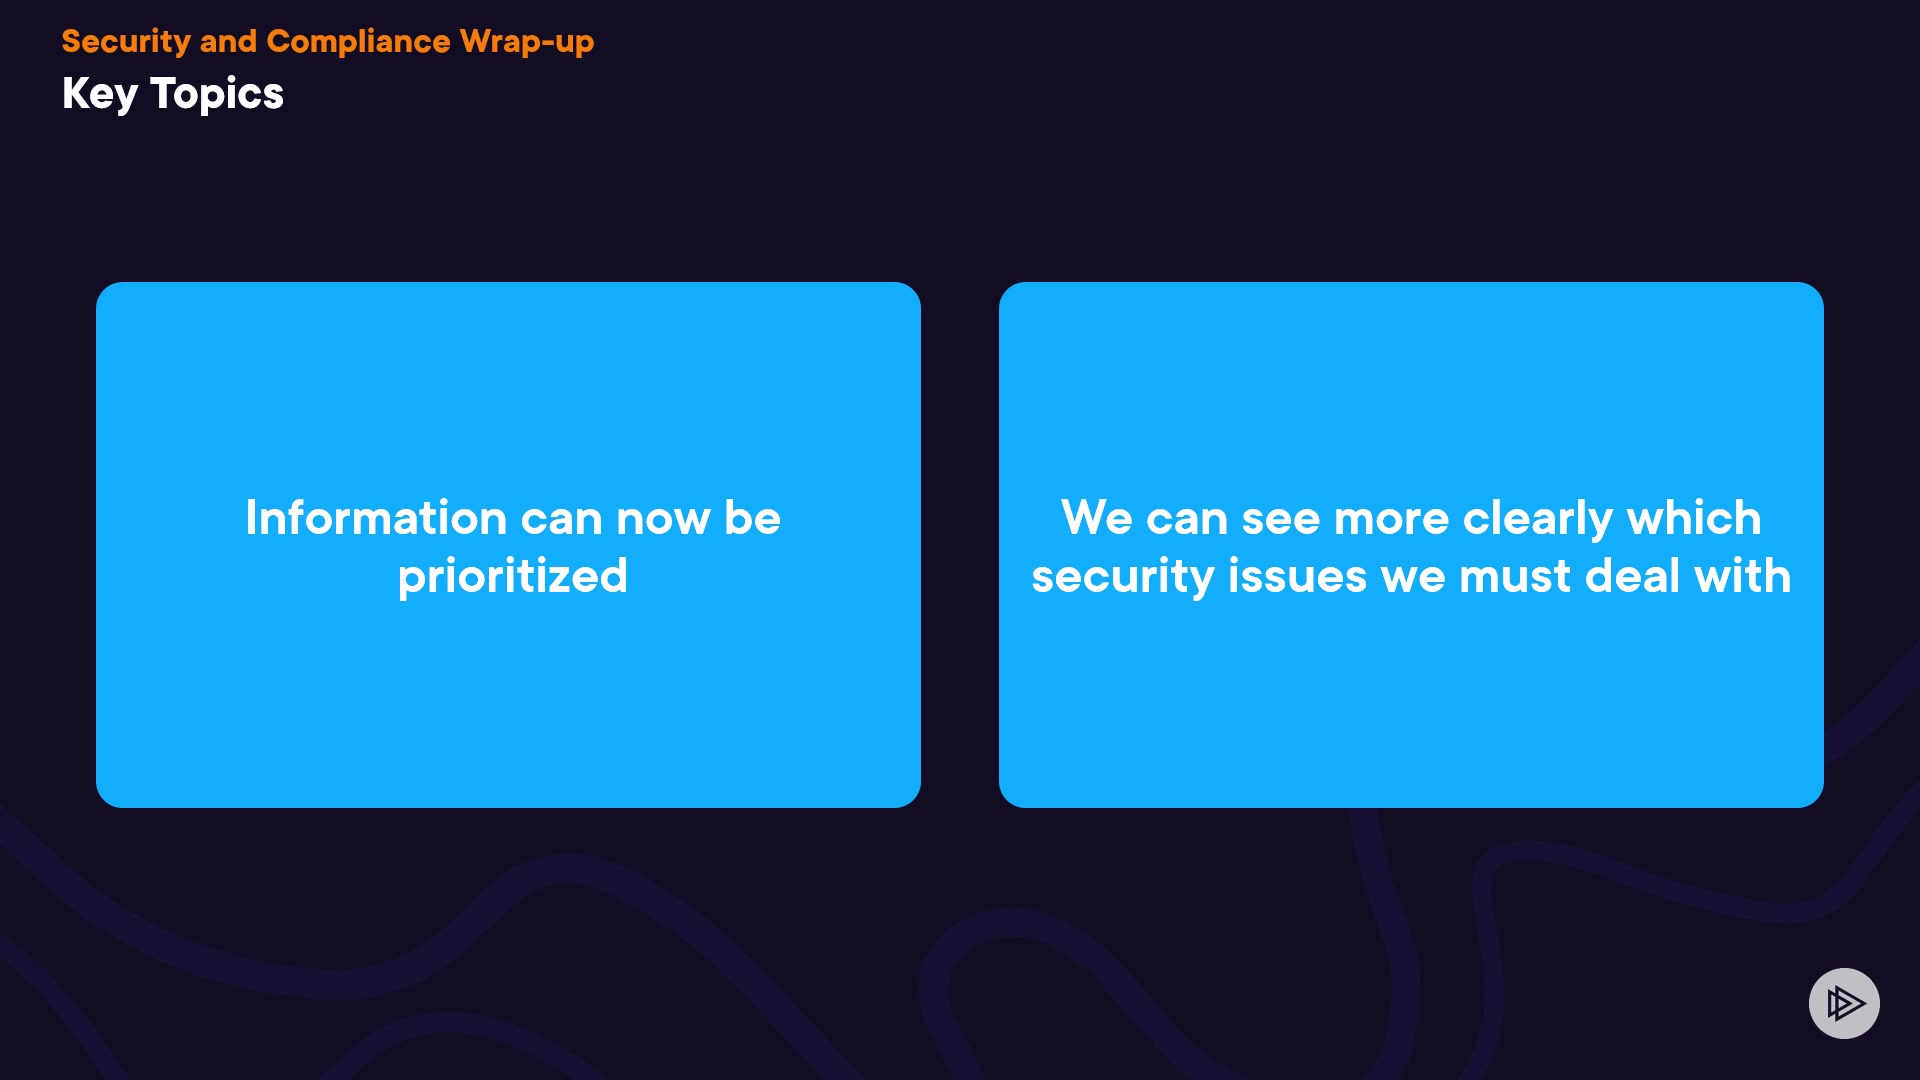 Security and Compliance Wrap-up
Key Topics
Information can now be
prioritized
We can see more clearly which
security issues we must deal with